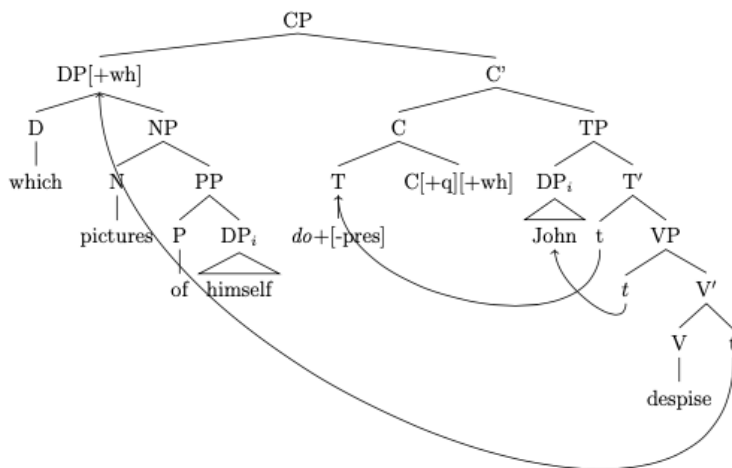 CP
DP[+wh] C'
D NP C TP
which N PP T C[+q][+wh] DPᵢ T′
pictures P DPᵢ do+[-pres] John t VP
of himself t V′
V t
despise